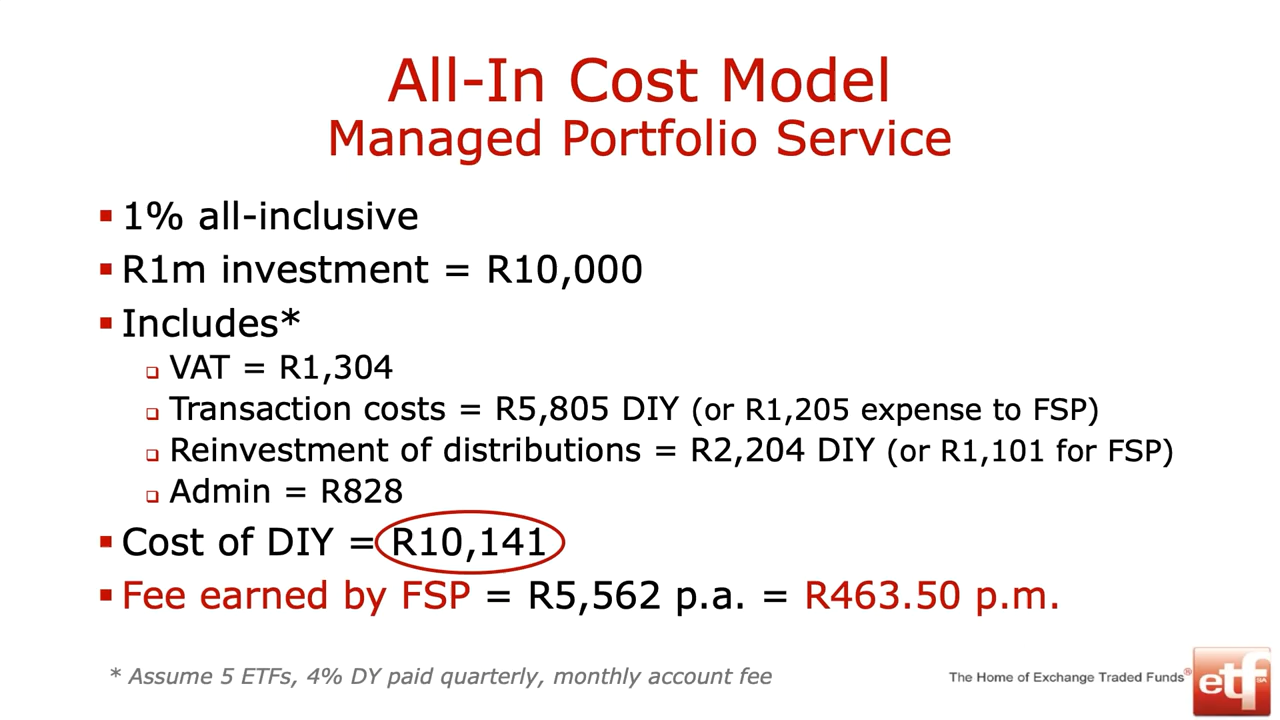 All-In Cost Model
Managed Portfolio Service
▪ 1% all-inclusive
▪ R1m investment = R10,000
▪ Includes*
❑ VAT = R1,304
❑ Transaction costs = R5,805 DIY (or R1,205 expense to FSP)
❑ Reinvestment of distributions = R2,204 DIY (or R1,101 for FSP)
❑ Admin = R828
▪ Cost of DIY = R10,141
▪ Fee earned by FSP = R5,562 p.a. = R463.50 p.m.
* Assume 5 ETFs, 4% DY paid quarterly, monthly account fee
The Home of Exchange Traded Funds®
etf
SA